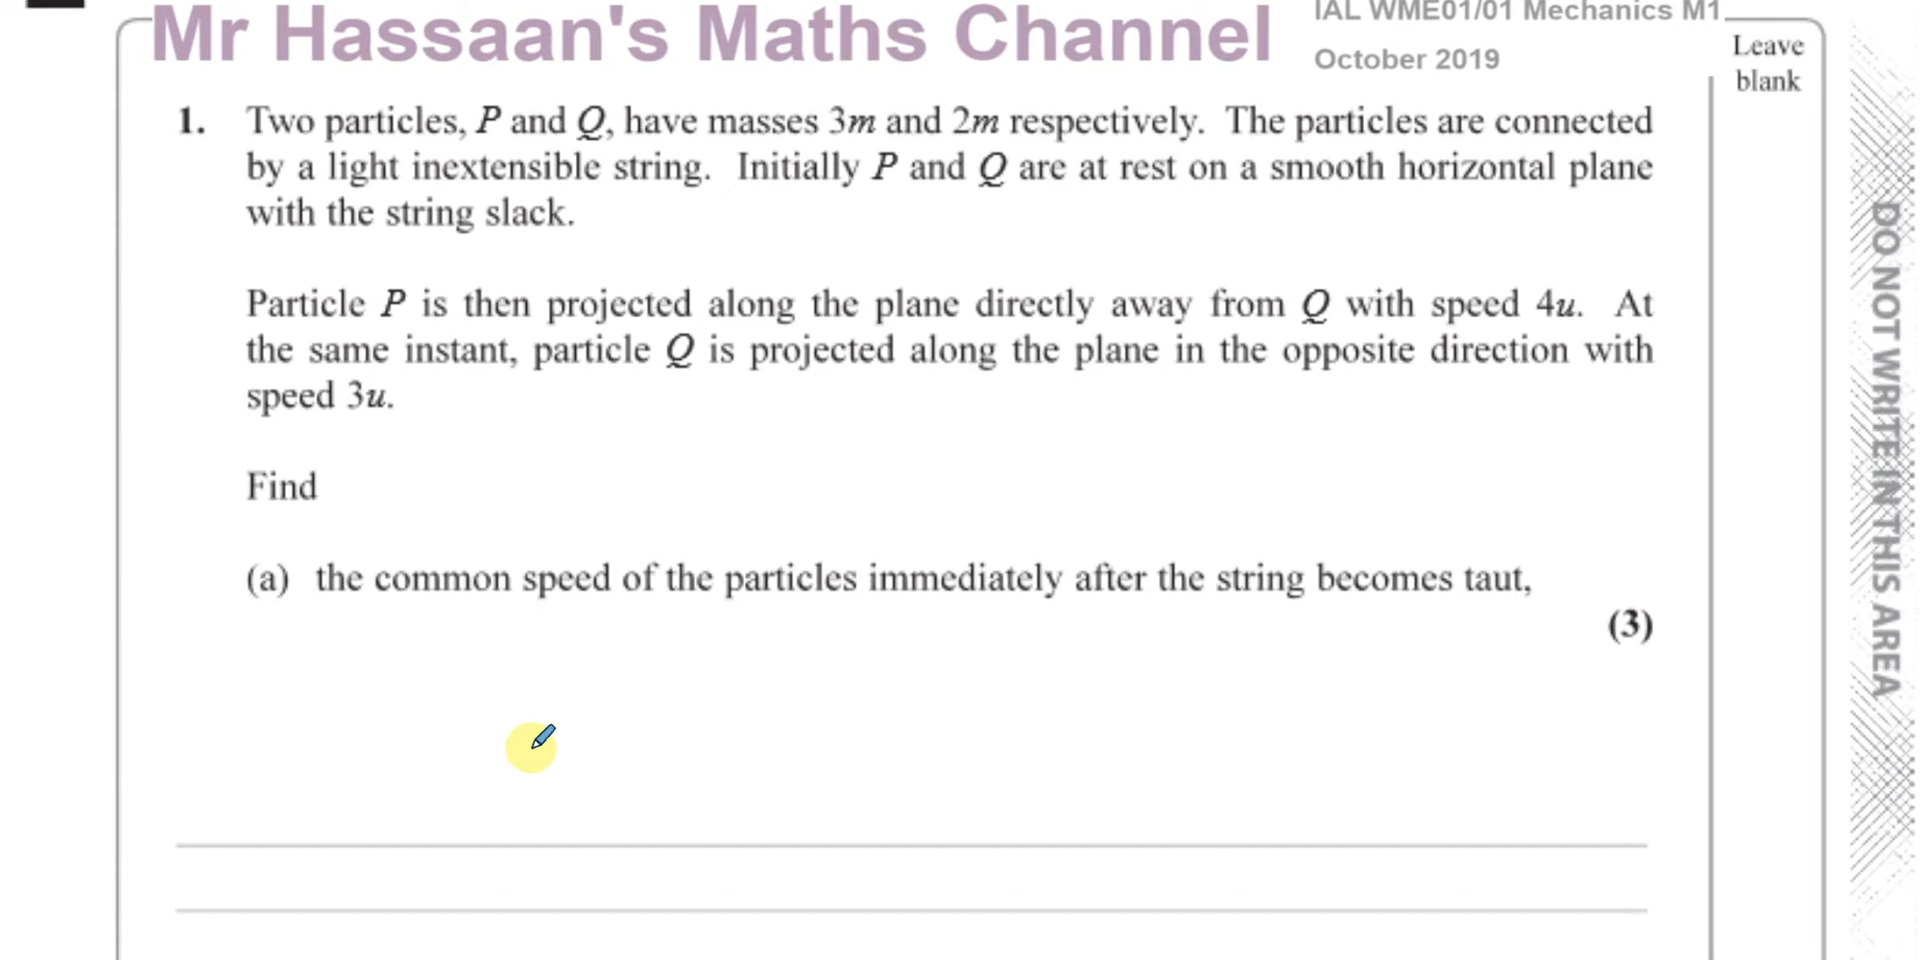 Mr Hassaan's Maths Channel
IAL WME01/01 Mechanics M1
October 2019
Leave
blank
1. Two particles, P and Q, have masses 3m and 2m respectively. The particles are connected
by a light inextensible string. Initially P and Q are at rest on a smooth horizontal plane
with the string slack.
Particle P is then projected along the plane directly away from Q with speed 4u. At
the same instant, particle Q is projected along the plane in the opposite direction with
speed 3u.
Find
(a) the common speed of the particles immediately after the string becomes taut,
(3)
DO NOT WRITE IN THIS AREA